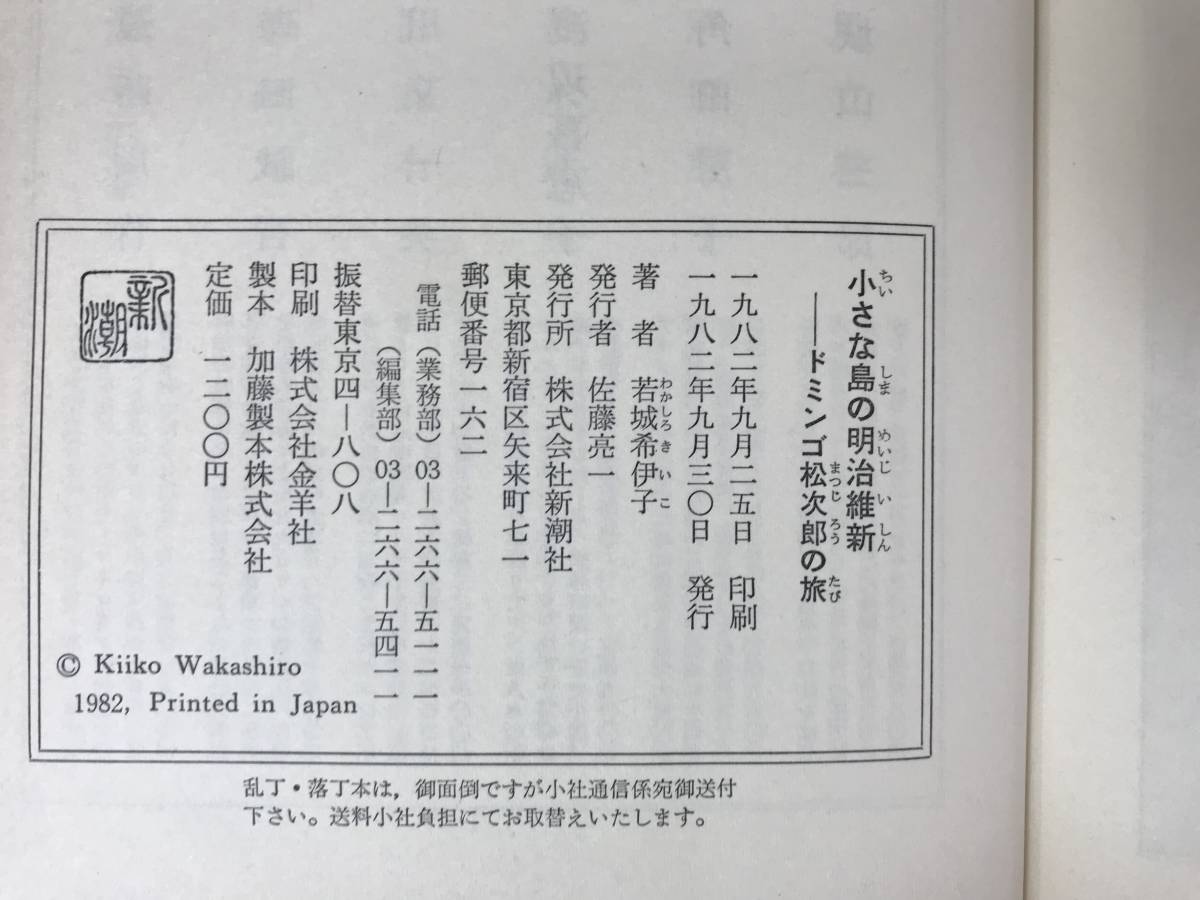 小さな島の明治維新
――ドミンゴ松次郎の旅
一九八二年九月二五日 印刷
一九八二年九月三〇日 発行
著者 若城希伊子
発行者 佐藤亮一
発行所 株式会社新潮社
東京都新宿区矢来町七一
郵便番号一六二
電話（業務部）03―二六六―五一一一
（編集部）03―二六六―五四一一
振替東京四―八〇八
印刷 株式会社金羊社
製本 加藤製本株式会社
定価 一二〇〇円
新潮
© Kiiko Wakashiro
1982, Printed in Japan
乱丁・落丁本は，御面倒ですが小社通信係宛御送付
下さい。送料小社負担にてお取替えいたします。